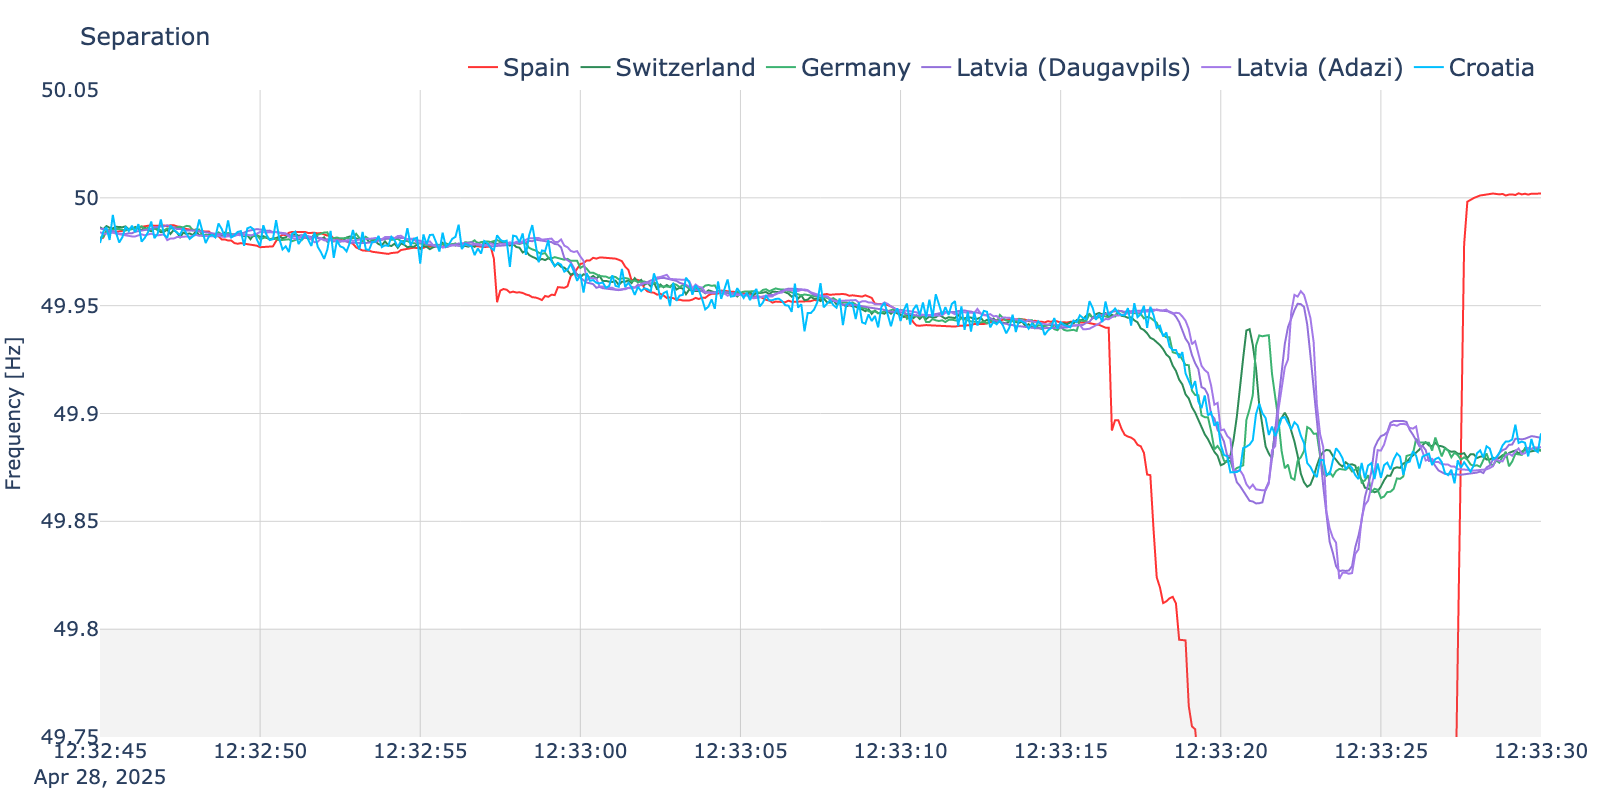 Separation
Spain Switzerland Germany Latvia (Daugavpils) Latvia (Adazi) Croatia
50.05
50
49.95
49.9
49.85
49.8
49.75
Frequency [Hz]
12:32:45 12:32:50 12:32:55 12:33:00 12:33:05 12:33:10 12:33:15 12:33:20 12:33:25 12:33:30
Apr 28, 2025